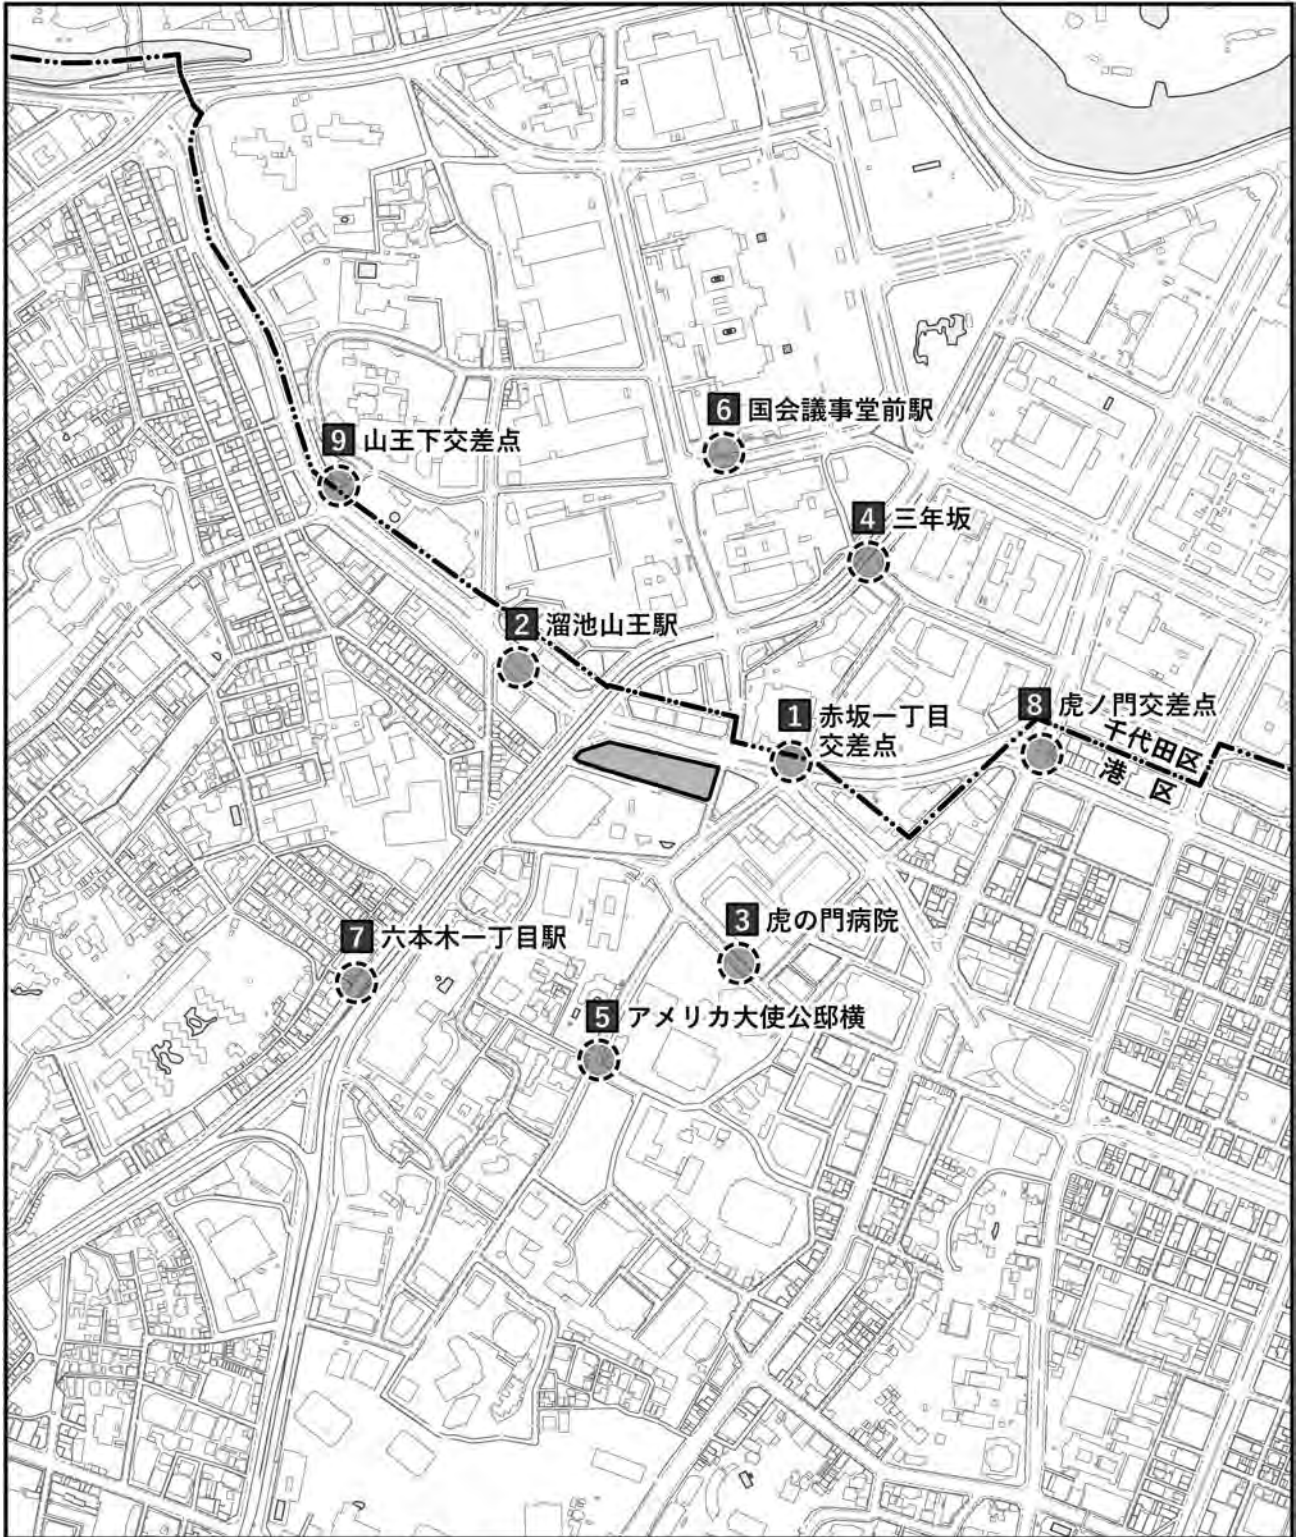 6 国会議事堂前駅
9 山王下交差点
4 三年坂
2 溜池山王駅
1 赤坂一丁目
交差点
8 虎ノ門交差点
千代田区
港 区
3 虎の門病院
7 六本木一丁目駅
5 アメリカ大使公邸横